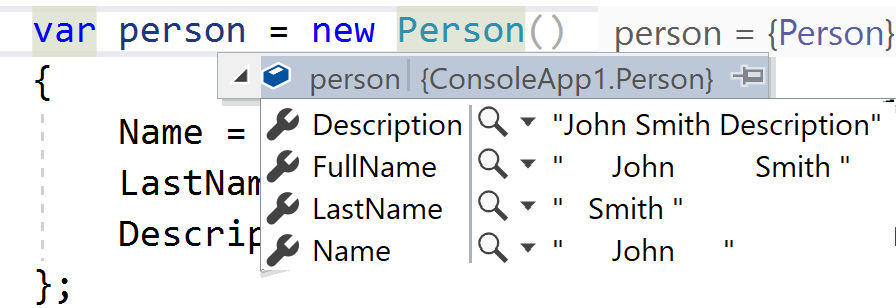 var person = new Person() person = {Person}
person {ConsoleApp1.Person}
{
Description "John Smith Description"
Name =
FullName "      John          Smith "
LastNam
LastName "   Smith "
Descrip
Name "      John      "
};